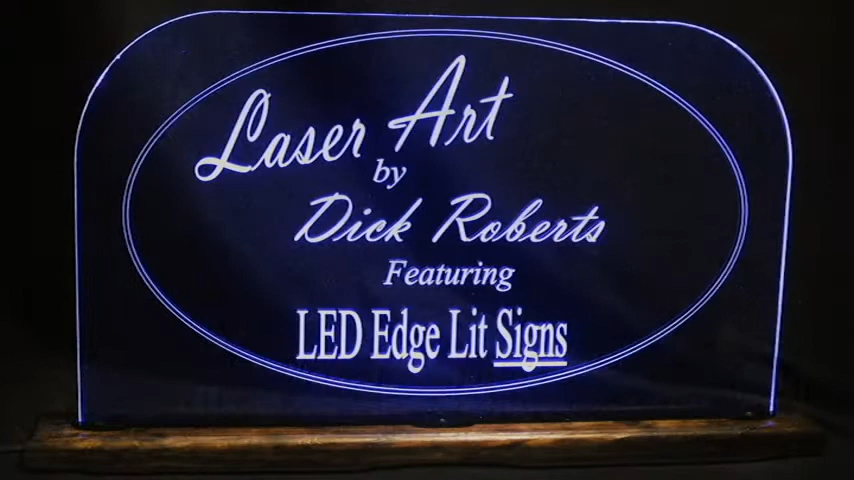 Laser Art
by
Dick Roberts
Featuring
LED Edge Lit Signs